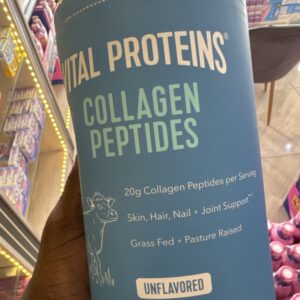 VITAL PROTEINS®
COLLAGEN
PEPTIDES
20g Collagen Peptides per Serving
Skin, Hair, Nail + Joint Support**
Grass Fed + Pasture Raised
UNFLAVORED